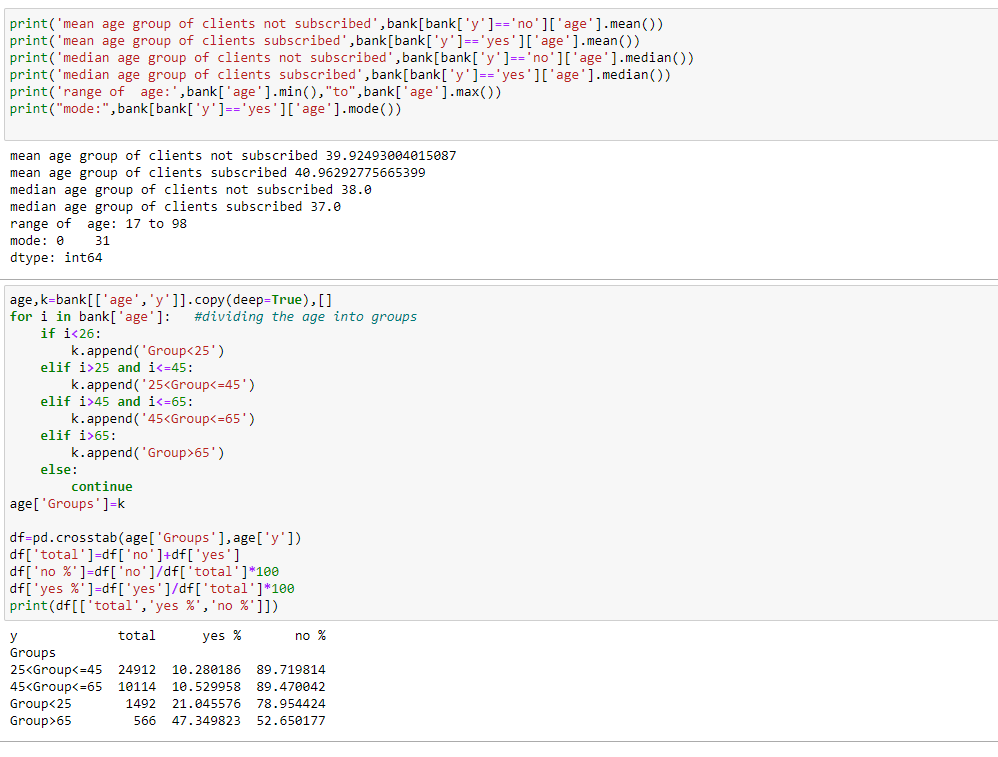 print('mean age group of clients not subscribed',bank[bank['y']=='no']['age'].mean())
print('mean age group of clients subscribed',bank[bank['y']=='yes']['age'].mean())
print('median age group of clients not subscribed',bank[bank['y']=='no']['age'].median())
print('median age group of clients subscribed',bank[bank['y']=='yes']['age'].median())
print('range of  age:',bank['age'].min(),"to",bank['age'].max())
print("mode:",bank[bank['y']=='yes']['age'].mode())
mean age group of clients not subscribed 39.92493004015087
mean age group of clients subscribed 40.96292775665399
median age group of clients not subscribed 38.0
median age group of clients subscribed 37.0
range of  age: 17 to 98
mode: 0    31
dtype: int64
age,k=bank[['age','y']].copy(deep=True),[]
for i in bank['age']:   #dividing the age into groups
    if i<26:
        k.append('Group<25')
    elif i>25 and i<=45:
        k.append('25<Group<=45')
    elif i>45 and i<=65:
        k.append('45<Group<=65')
    elif i>65:
        k.append('Group>65')
    else:
        continue
age['Groups']=k
df=pd.crosstab(age['Groups'],age['y'])
df['total']=df['no']+df['yes']
df['no %']=df['no']/df['total']*100
df['yes %']=df['yes']/df['total']*100
print(df[['total','yes %','no %']])
y             total      yes %       no %
Groups
25<Group<=45  24912  10.280186  89.719814
45<Group<=65  10114  10.529958  89.470042
Group<25       1492  21.045576  78.954424
Group>65        566  47.349823  52.650177